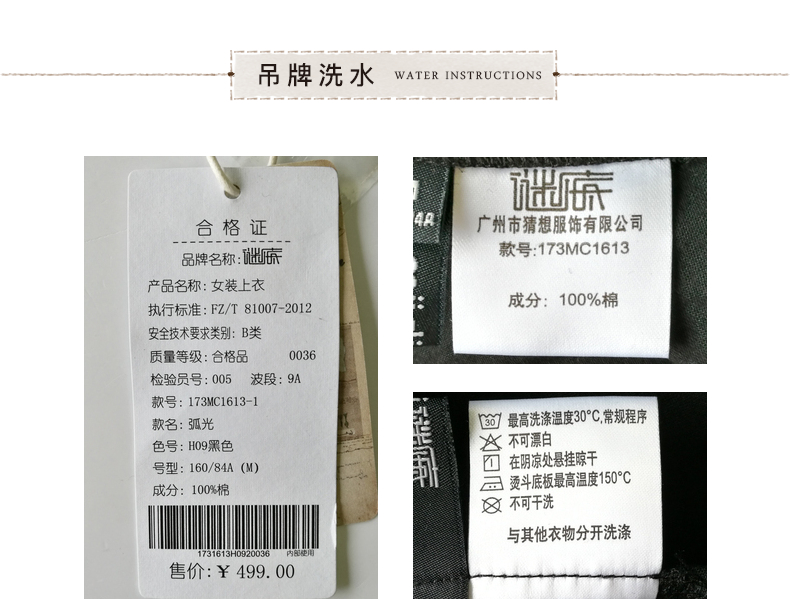 吊牌洗水 WATER INSTRUCTIONS
合格证
品牌名称:谜底
产品名称:女装上衣
执行标准:FZ/T 81007-2012
安全技术要求类别:B类
质量等级:合格品 0036
检验员号:005 波段:9A
款号:173MC1613-1
款名:弧光
色号:H09黑色
号型:160/84A (M)
成分:100%棉
1731613H0920036 内部使用
售价:¥ 499.00
谜底
广州市猜想服饰有限公司
款号:173MC1613
成分:100%棉
4A
30 最高洗涤温度30°C,常规程序
不可漂白
在阴凉处悬挂晾干
熨斗底板最高温度150°C
不可干洗
与其他衣物分开洗涤